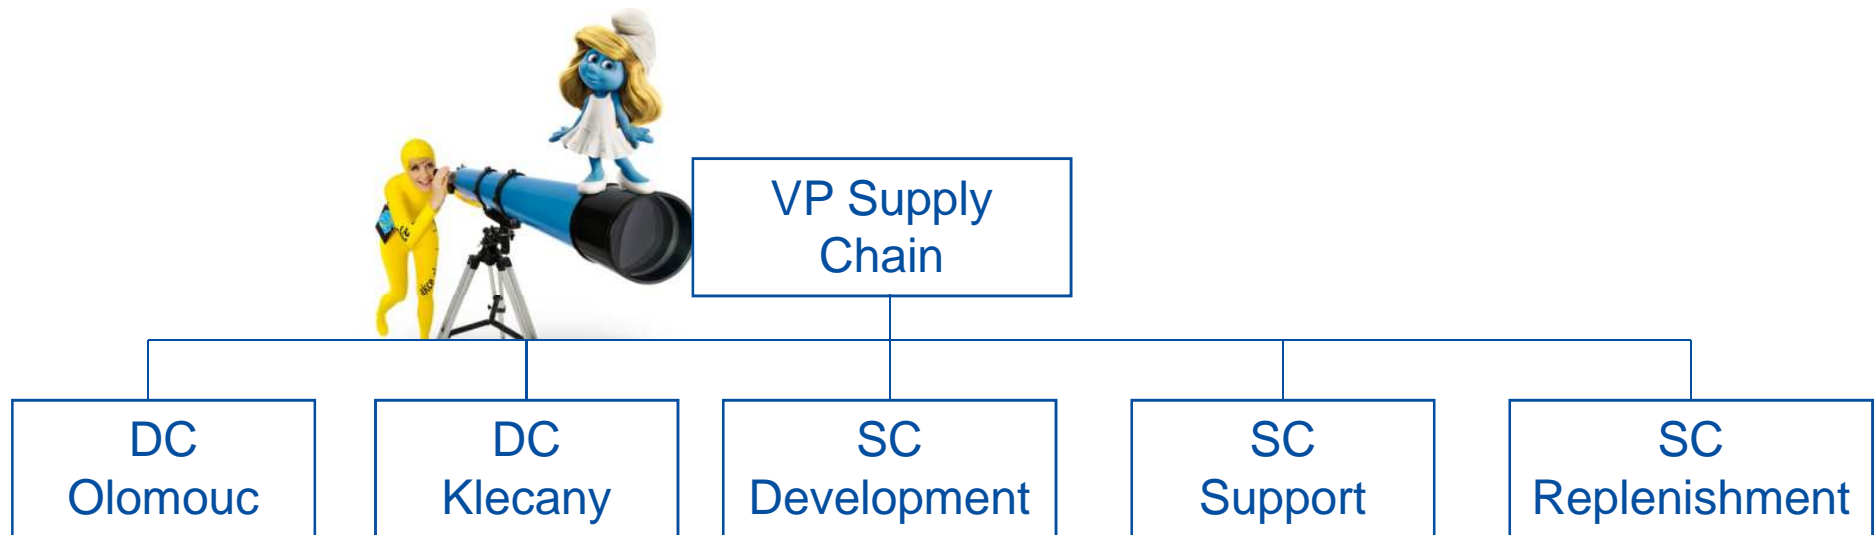 VP Supply
Chain
DC
Olomouc
DC
Klecany
SC
Development
SC
Support
SC
Replenishment